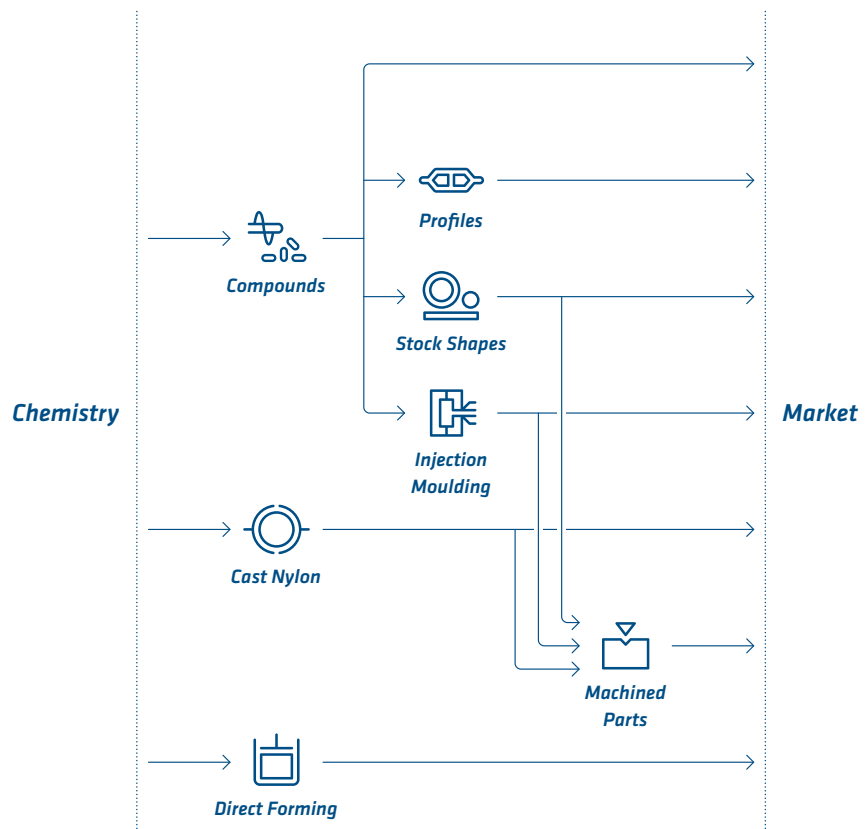 Profiles
Compounds
Stock Shapes
Chemistry
Market
Injection
Moulding
Cast Nylon
Machined
Parts
Direct Forming